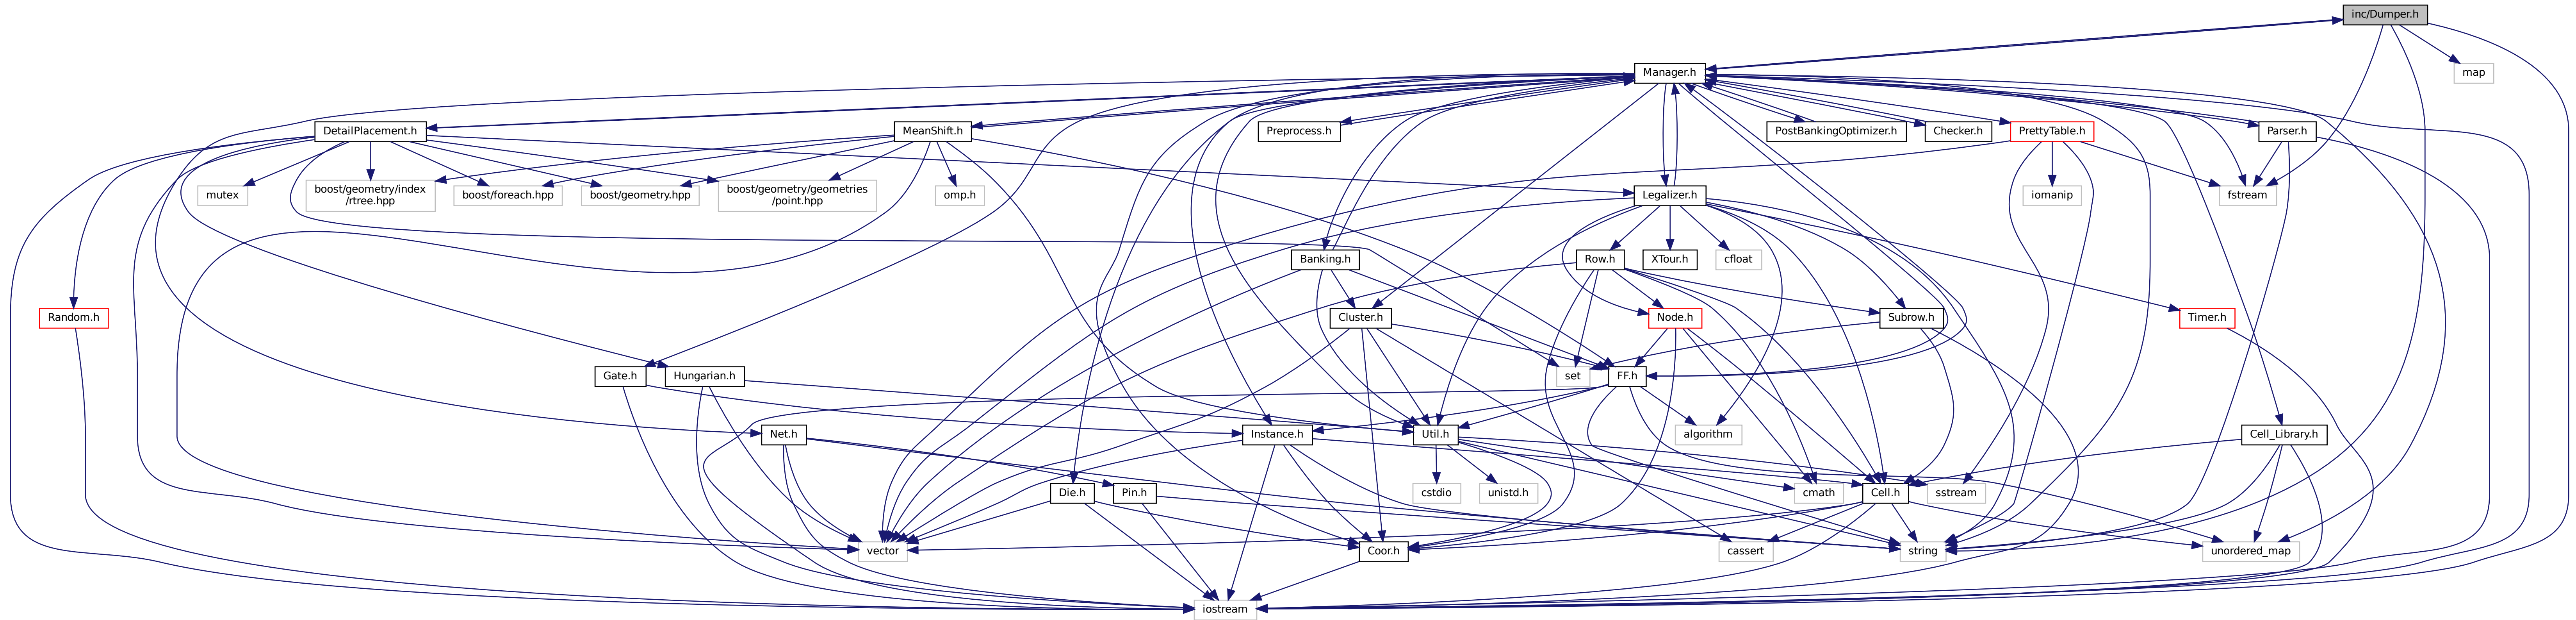 inc/Dumper.h
Manager.h
map
DetailPlacement.h
MeanShift.h
Preprocess.h
PostBankingOptimizer.h
Checker.h
PrettyTable.h
Parser.h
mutex
boost/geometry/index
/rtree.hpp
boost/foreach.hpp
boost/geometry.hpp
boost/geometry/geometries
/point.hpp
omp.h
Legalizer.h
iomanip
fstream
Banking.h
Row.h
XTour.h
cfloat
Random.h
Cluster.h
Node.h
Subrow.h
Timer.h
Gate.h
Hungarian.h
set
FF.h
Net.h
Instance.h
Util.h
algorithm
Cell_Library.h
Die.h
Pin.h
cstdio
unistd.h
cmath
Cell.h
sstream
vector
Coor.h
cassert
string
unordered_map
iostream